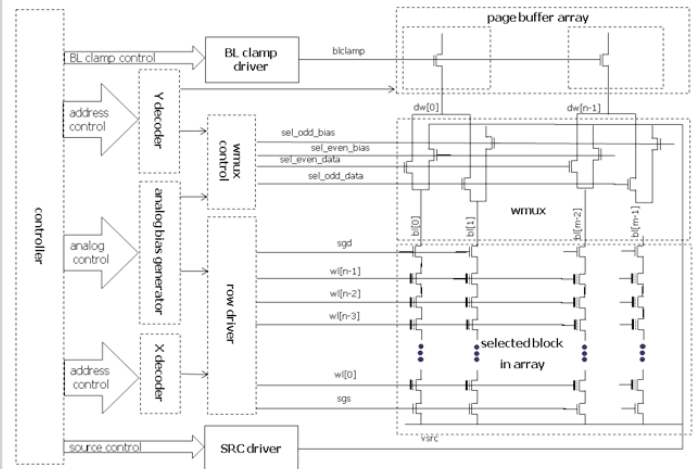 page buffer array
BL clamp control
BL clamp
driver
blclamp
address
control
Y decoder
dw[0]
dw[n-1]
wmux
control
sel_odd_bias
sel_even_bias
sel_even_data
sel_odd_data
wmux
controller
analog
control
analog bias generator
bl[0]
bl[1]
bl[m-2]
bl[m-1]
row driver
sgd
wl[n-1]
wl[n-2]
wl[n-3]
selected block
in array
address
control
X decoder
wl[0]
sgs
source control
SRC driver
vsrc